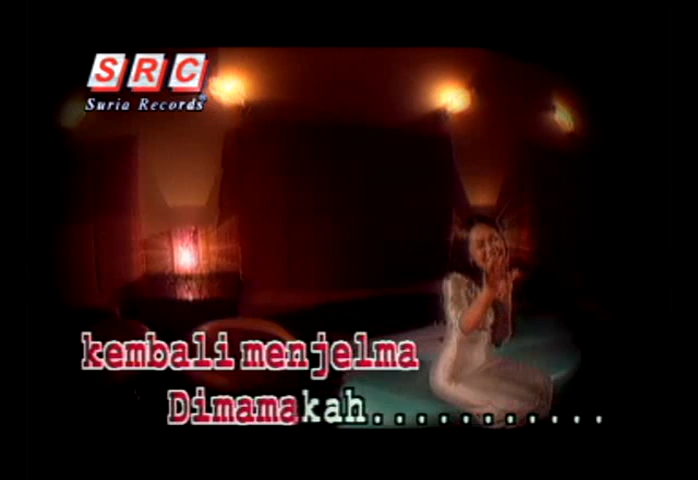 SRC
Suria Records
kembali menjelma
Dimamakah............